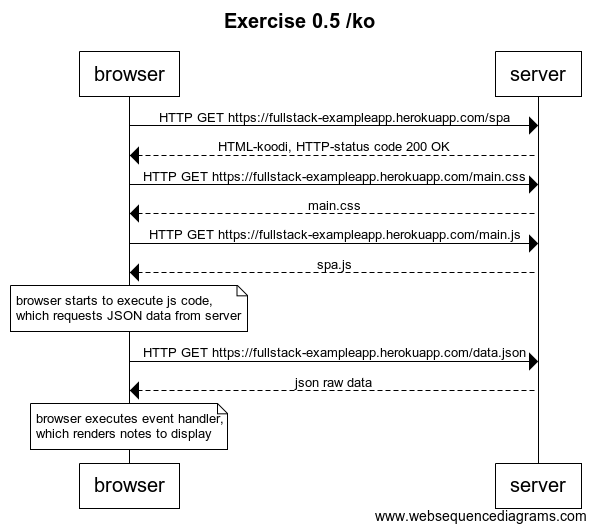 Exercise 0.5 /ko
browser
server
HTTP GET https://fullstack-exampleapp.herokuapp.com/spa
HTML-koodi, HTTP-status code 200 OK
HTTP GET https://fullstack-exampleapp.herokuapp.com/main.css
main.css
HTTP GET https://fullstack-exampleapp.herokuapp.com/main.js
spa.js
browser starts to execute js code,
which requests JSON data from server
HTTP GET https://fullstack-exampleapp.herokuapp.com/data.json
json raw data
browser executes event handler,
which renders notes to display
browser
server
www.websequencediagrams.com